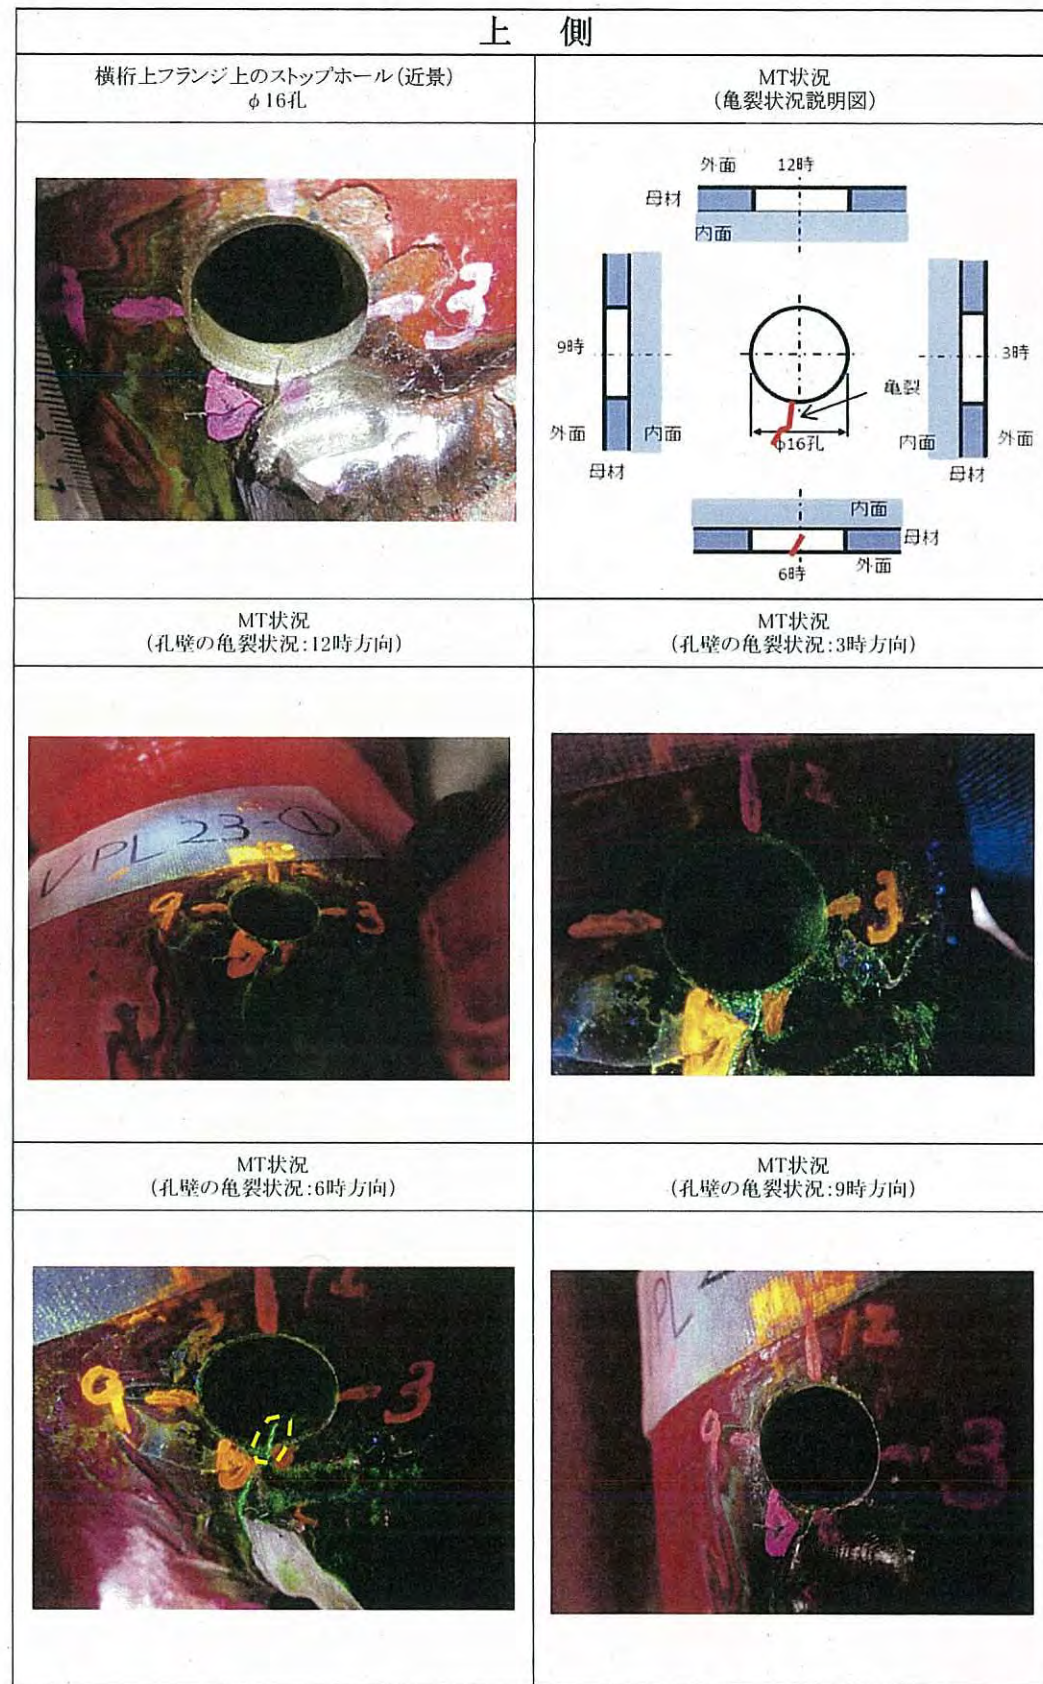 上 側
横桁上フランジ上のストップホール(近景)
φ16孔
MT状況
(亀裂状況説明図)
3
外面 12時
母材
内面
9時
3時
亀裂
外面 内面
φ16孔
内面 外面
母材
母材
内面
母材
6時
外面
MT状況
(孔壁の亀裂状況:12時方向)
MT状況
(孔壁の亀裂状況:3時方向)
VPL 23-①
12
9 - - 3
12
- 3
MT状況
(孔壁の亀裂状況:6時方向)
MT状況
(孔壁の亀裂状況:9時方向)
12
9 - - 3
PL
12
9 - - 3